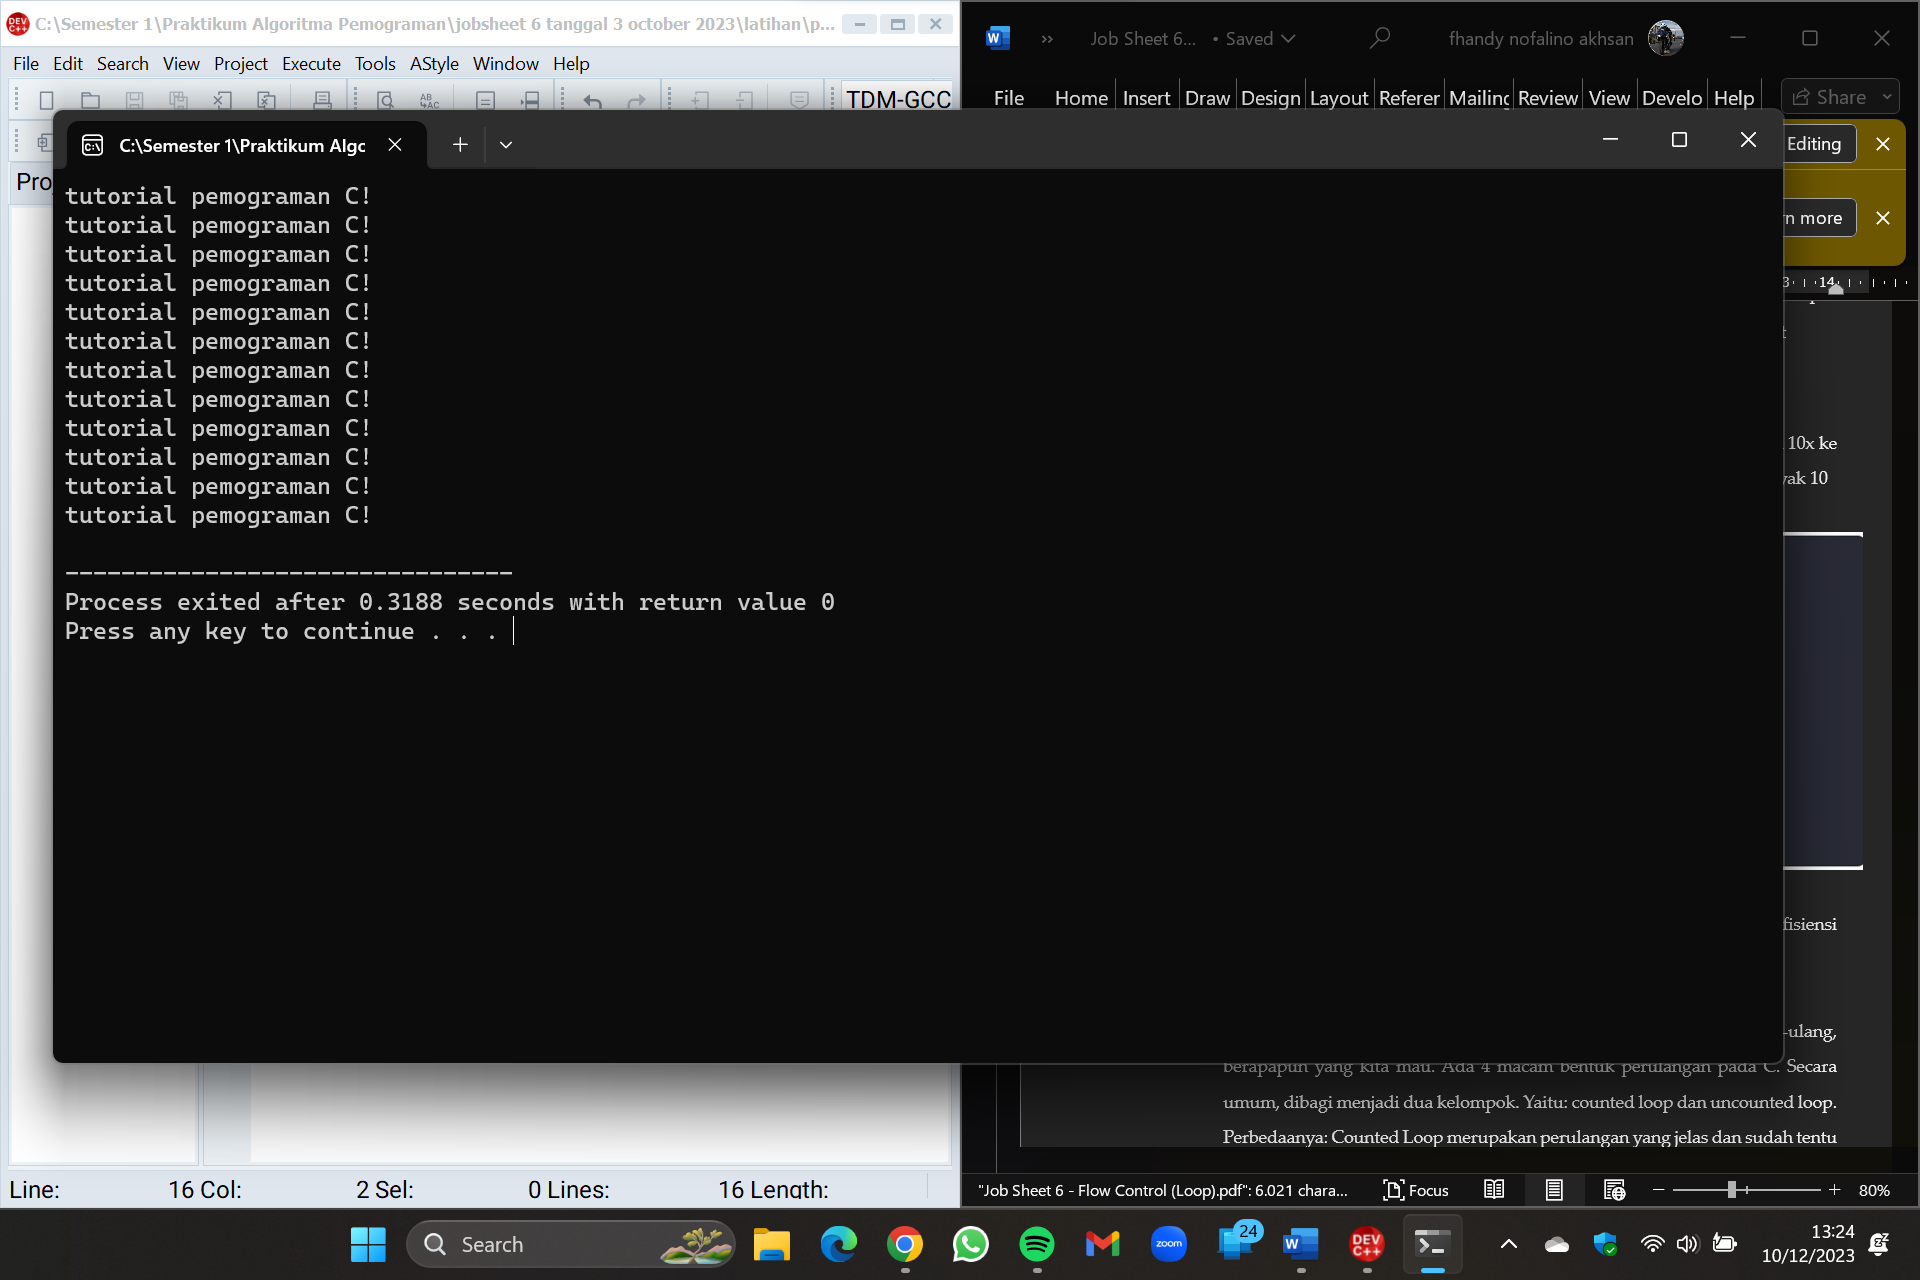 C:\Semester 1\Praktikum Algoritma Pemograman\jobsheet 6 tanggal 3 october 2023\latihan\p...
File Edit Search View Project Execute Tools AStyle Window Help
TDM-GCC
Job Sheet 6... • Saved
fhandy nofalino akhsan
File Home Insert Draw Design Layout Referer Mailing Review View Develo Help
Share
C:\Semester 1\Praktikum Algc
Editing
n more
14
tutorial pemograman C!
tutorial pemograman C!
tutorial pemograman C!
tutorial pemograman C!
tutorial pemograman C!
tutorial pemograman C!
tutorial pemograman C!
tutorial pemograman C!
tutorial pemograman C!
tutorial pemograman C!
tutorial pemograman C!
tutorial pemograman C!
--------------------------------
Process exited after 0.3188 seconds with return value 0
Press any key to continue . . .
10x ke
yak 10
fisiensi
-ulang,
berapapun yang kita mau. Ada 4 macam bentuk perulangan pada C. Secara
umum, dibagi menjadi dua kelompok. Yaitu: counted loop dan uncounted loop.
Perbedaanya: Counted Loop merupakan perulangan yang jelas dan sudah tentu
Line: 16 Col: 2 Sel: 0 Lines: 16 Length:
"Job Sheet 6 - Flow Control (Loop).pdf": 6.021 chara...
Focus
80%
Search
zoom
24
DEV C++
13:24
10/12/2023